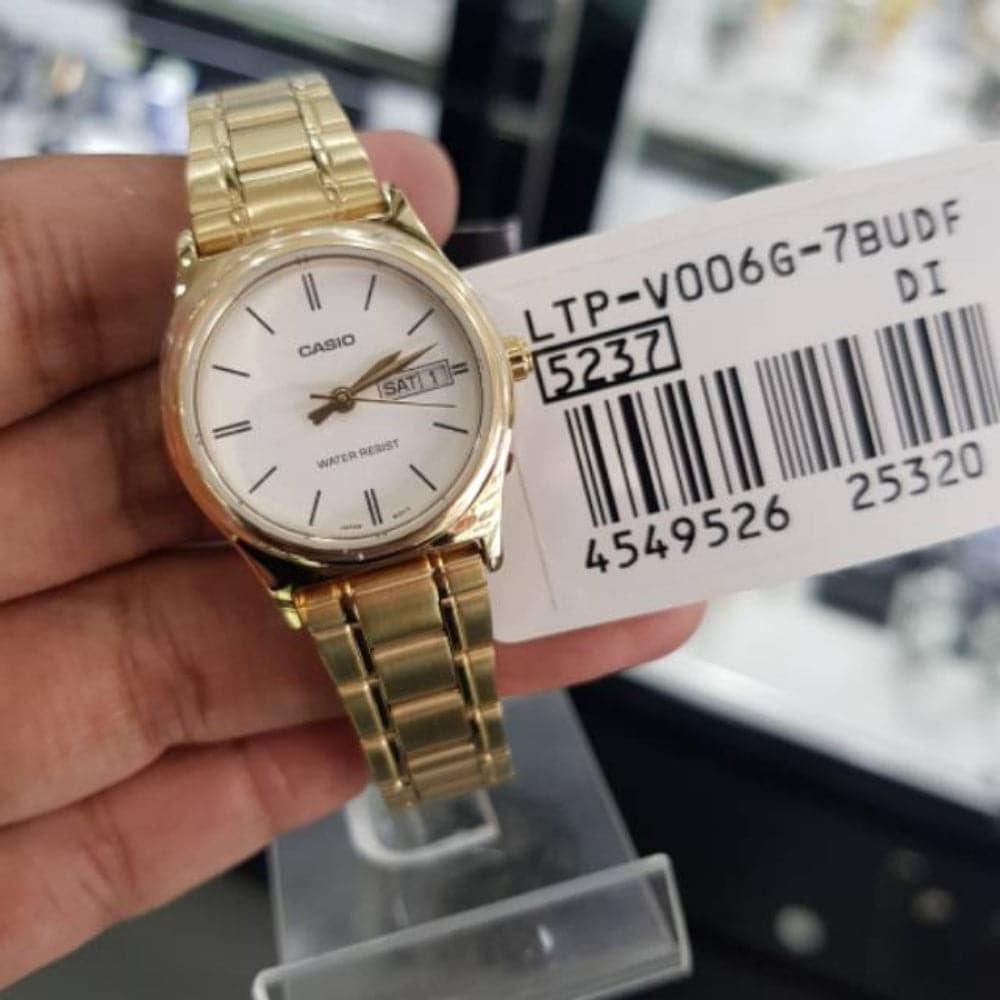 CASIO
SAT 1
WATER RESIST
LTP-V006G-7BUDF
DI
5237
4549526 25320